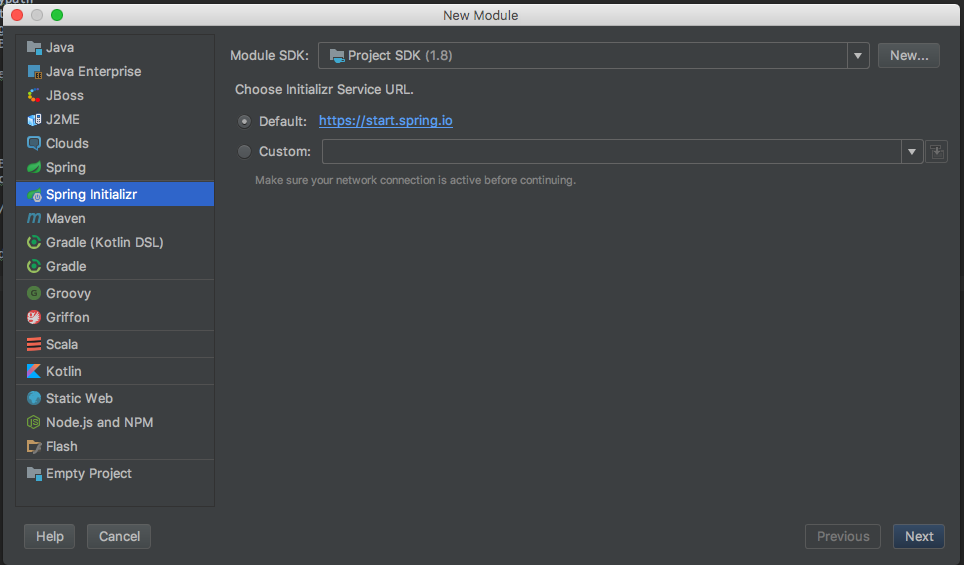 New Module
Java
Java Enterprise
JBoss
J2ME
Clouds
Spring
Spring Initializr
Maven
Gradle (Kotlin DSL)
Gradle
Groovy
Griffon
Scala
Kotlin
Static Web
Node.js and NPM
Flash
Empty Project
Module SDK: Project SDK (1.8) New...
Choose Initializr Service URL.
Default: https://start.spring.io
Custom:
Make sure your network connection is active before continuing.
Help Cancel Previous Next